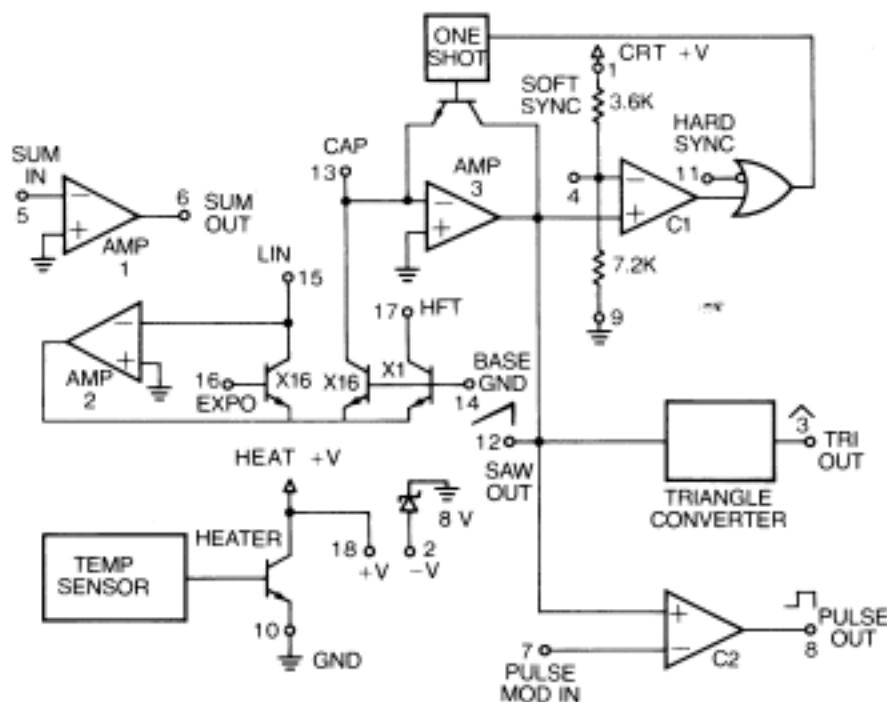 ONE
SHOT
CRT +V
1
SOFT
SYNC
3.6K
HARD
SYNC
CAP
13
AMP
3
11
SUM
IN
5
6
SUM
OUT
AMP
1
−
+
−
+
4
−
+
C1
LIN
15
7.2K
17
HFT
9
−
+
AMP
2
16
EXPO
X16
X16
X1
BASE
GND
14
12
SAW
OUT
3
TRI
OUT
TRIANGLE
CONVERTER
HEAT +V
8 V
HEATER
TEMP
SENSOR
18
+V
2
−V
10
GND
+
−
C2
7
PULSE
MOD IN
PULSE
OUT
8